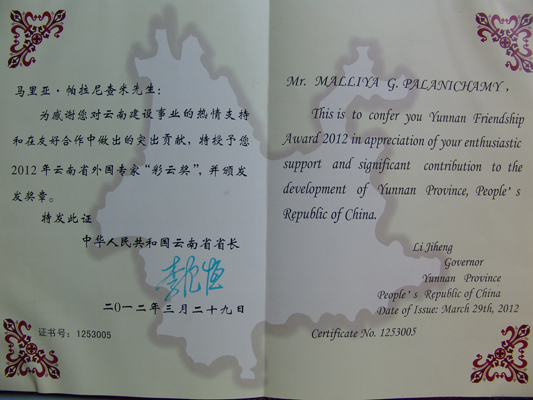 马里亚·帕拉尼查米先生：
为感谢您对云南建设事业的热情支持
和在友好合作中做出的突出贡献，特授予您
2012年云南省外国专家“彩云奖”，并颁发
发奖章。
特发此证
中华人民共和国云南省省长
李纪恒
二〇一二年三月二十九日
证书号：1253005
Mr. MALLIYA G. PALANICHAMY,
This is to confer you Yunnan Friendship
Award 2012 in appreciation of your enthusiastic
support and significant contribution to the
development of Yunnan Province, People's
Republic of China.
Li Jiheng
Governor
Yunnan Province
People's Republic of China
Date of Issue: March 29th, 2012
Certificate No. 1253005